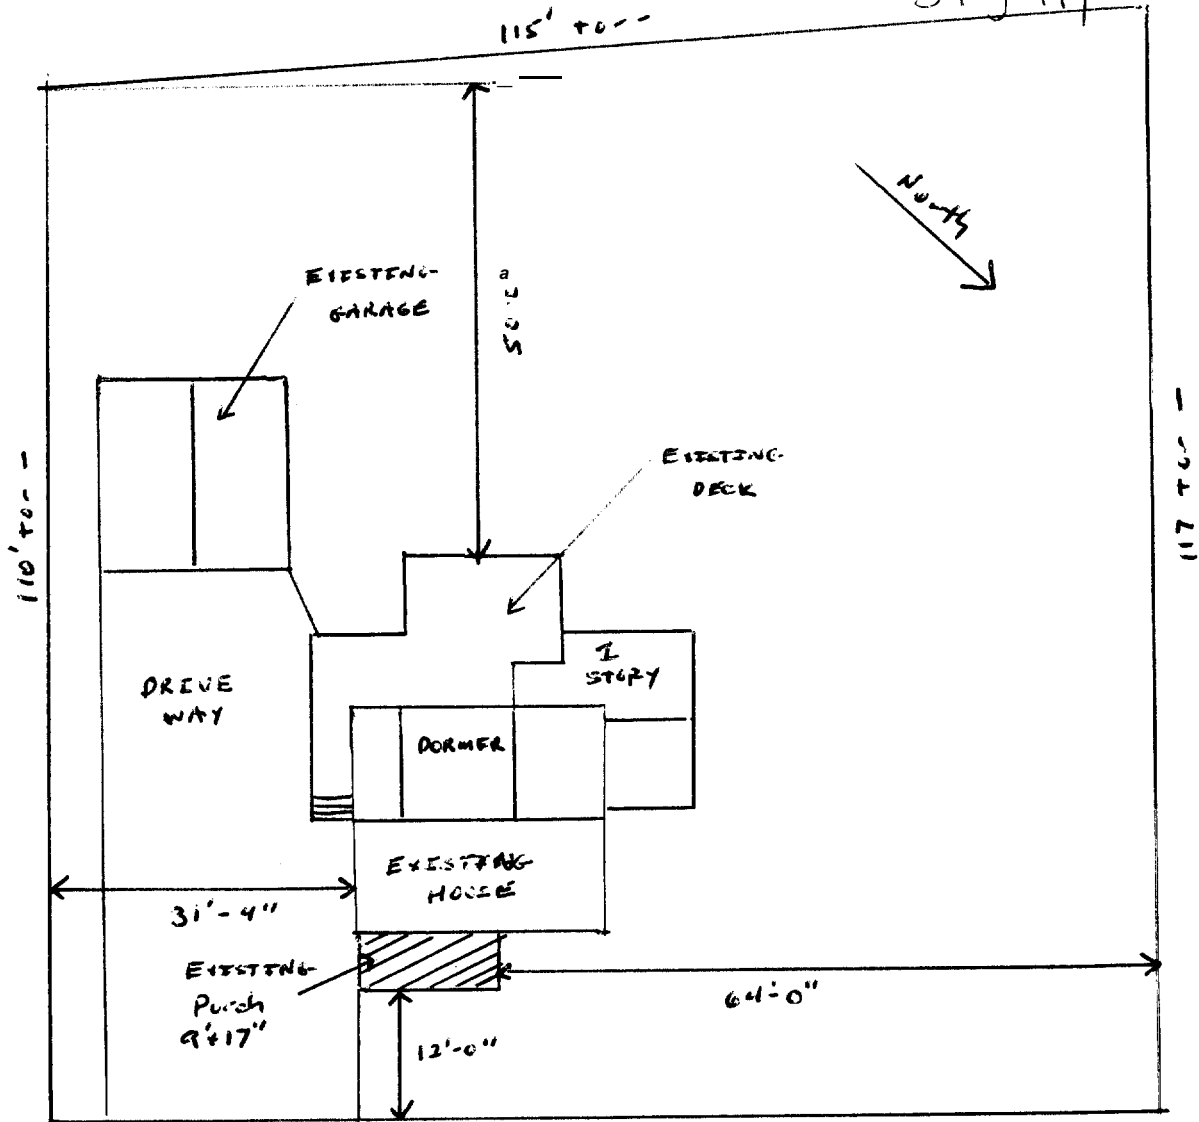 115' to --
North
EXISTING
GARAGE
EXISTING
DECK
110' to -
117 to -
1
STORY
DRIVE
WAY
DORMER
EXISTING
HOUSE
31'-4"
EXISTING
Porch
9'x17"
64'-0"
12'-0"